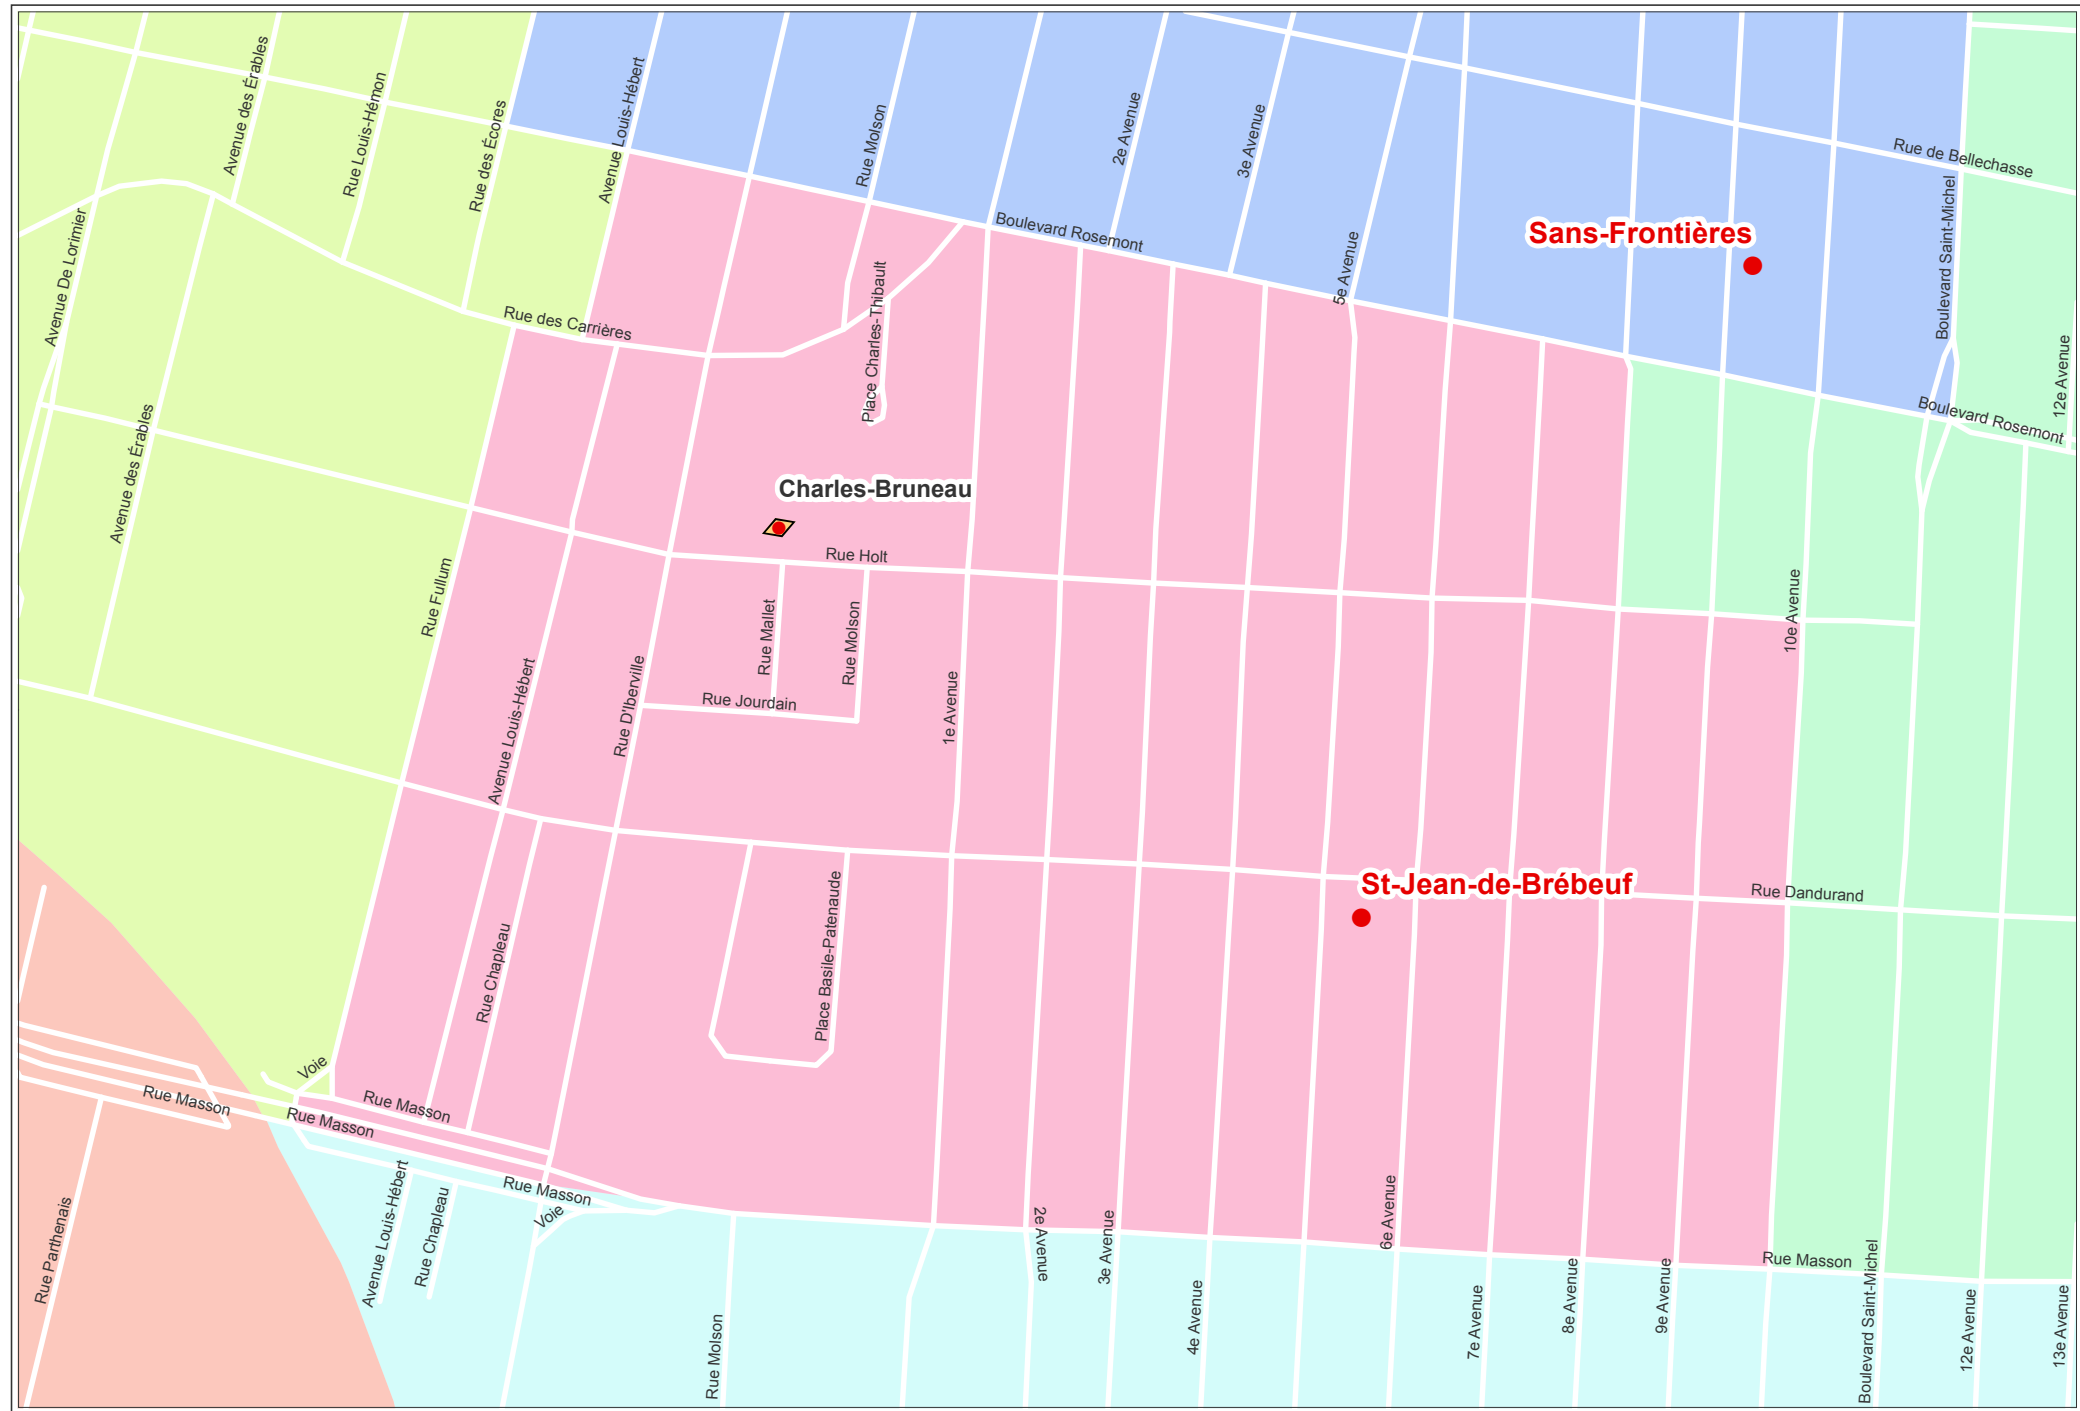 Avenue des Érables
Rue Louis-Hémon
Rue des Écores
Avenue Louis-Hébert
Rue Molson
2e Avenue
3e Avenue
Rue de Bellechasse
Avenue De Lorimier
Boulevard Rosemont
Sans-Frontières
Boulevard Saint-Michel
5e Avenue
Place Charles-Thibault
Rue des Carrières
12e Avenue
Boulevard Rosemont
Avenue des Érables
Charles-Bruneau
Rue Holt
Rue Fullum
Rue Mallet
Rue Molson
10e Avenue
Avenue Louis-Hébert
Rue D'Iberville
Rue Jourdain
1e Avenue
St-Jean-de-Brébeuf
Rue Dandurand
Place Basile-Patenaude
Rue Chapleau
Voie
Rue Masson
Rue Masson
Rue Masson
Rue Masson
Voie
Avenue Louis-Hébert
Rue Chapleau
Rue Parthenais
2e Avenue
3e Avenue
6e Avenue
Rue Masson
Rue Molson
4e Avenue
7e Avenue
8e Avenue
9e Avenue
Boulevard Saint-Michel
12e Avenue
13e Avenue